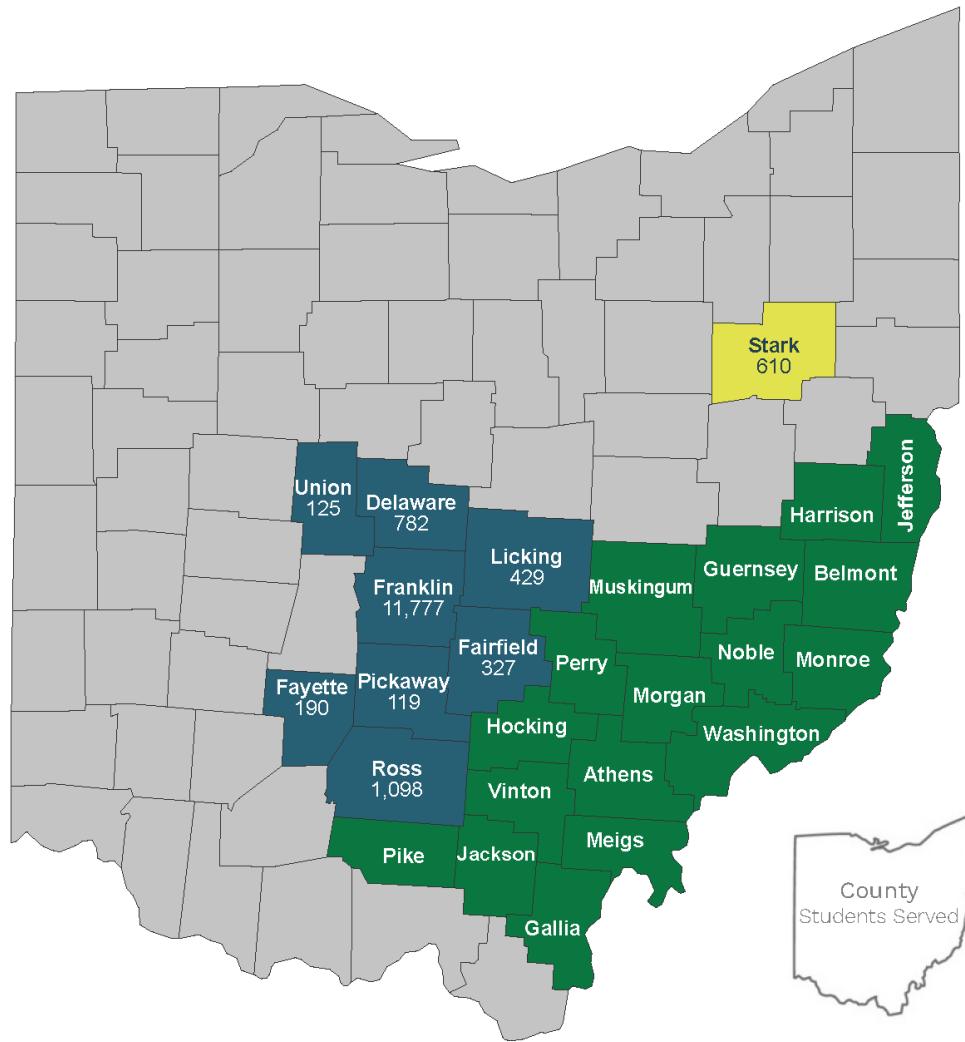 Stark
610
Jefferson
Union
125
Delaware
782
Harrison
Licking
429
Franklin
11,777
Muskingum
Guernsey
Belmont
Fairfield
327
Perry
Noble
Monroe
Fayette
190
Pickaway
119
Morgan
Hocking
Washington
Ross
1,098
Vinton
Athens
Pike
Jackson
Meigs
Gallia
County
Students Served